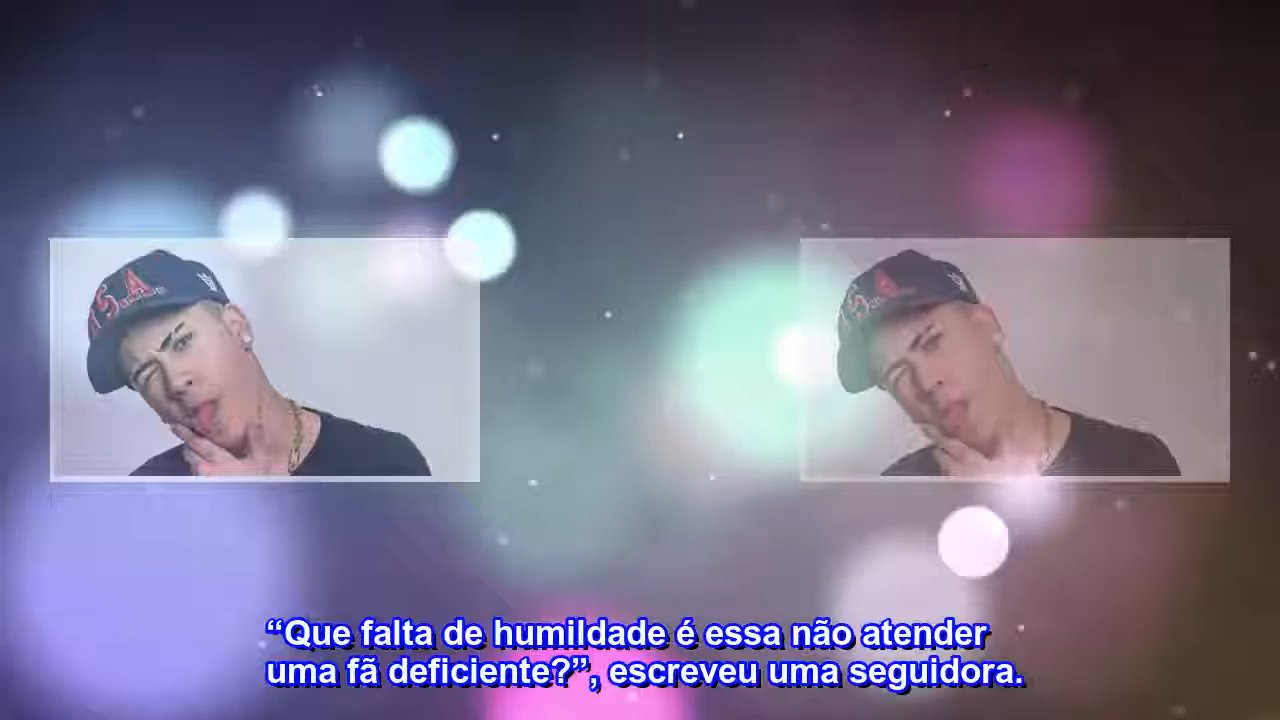 S.A.
S.A.
“Que falta de humildade é essa não atender
uma fã deficiente?”, escreveu uma seguidora.